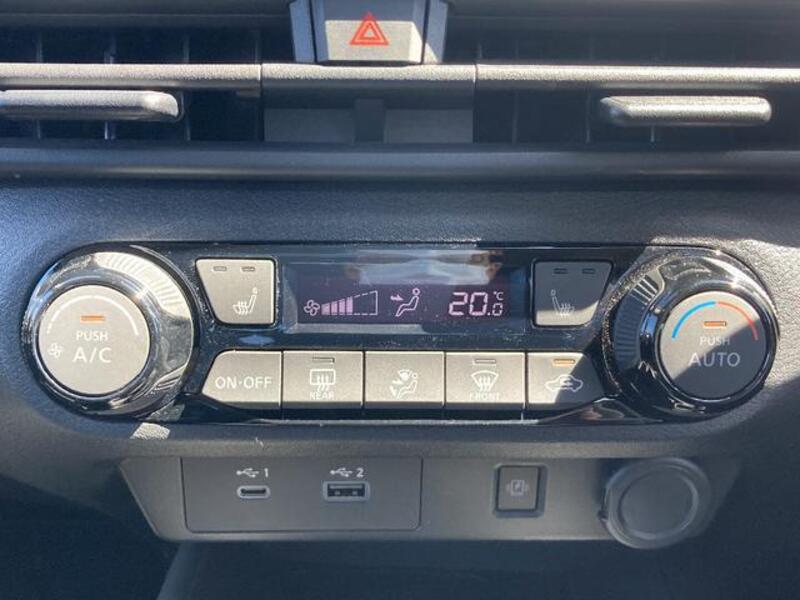 20.0 °C
PUSH
A/C
PUSH
AUTO
ON·OFF
REAR
FRONT
1
2